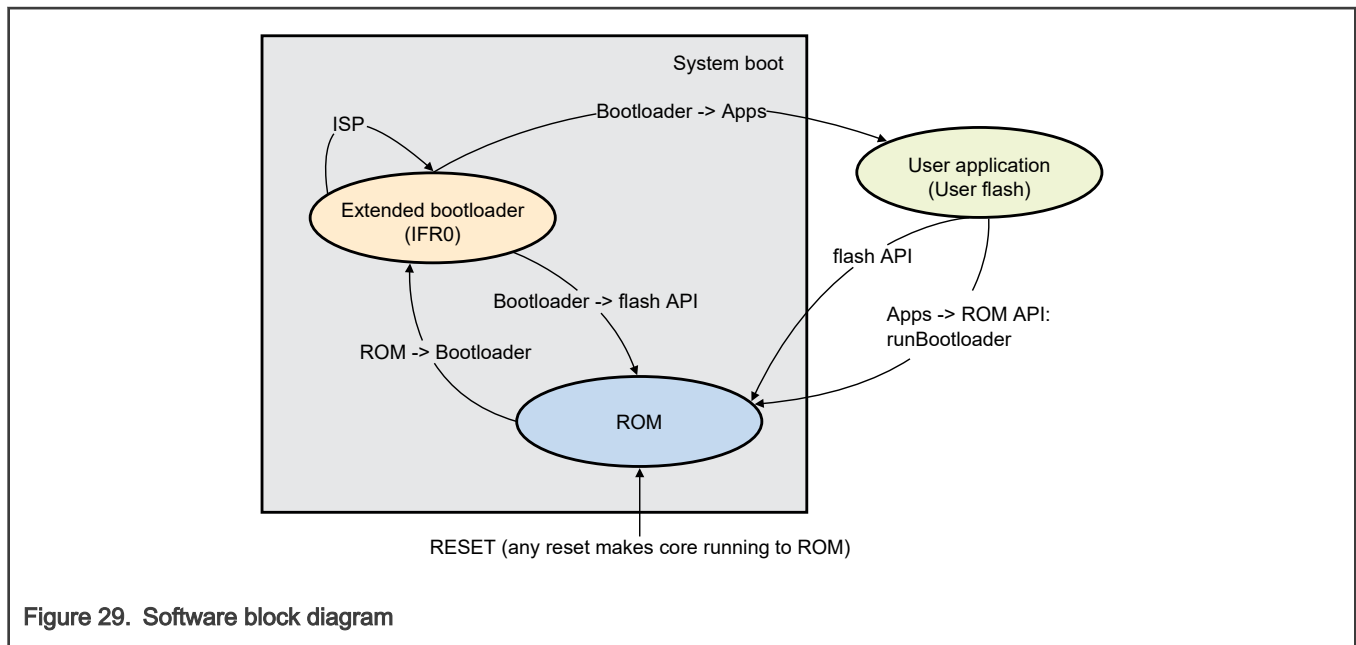 System boot
Bootloader -> Apps
ISP
User application
(User flash)
Extended bootloader
(IFR0)
flash API
Bootloader -> flash API
Apps -> ROM API:
runBootloader
ROM -> Bootloader
ROM
RESET (any reset makes core running to ROM)
Figure 29. Software block diagram